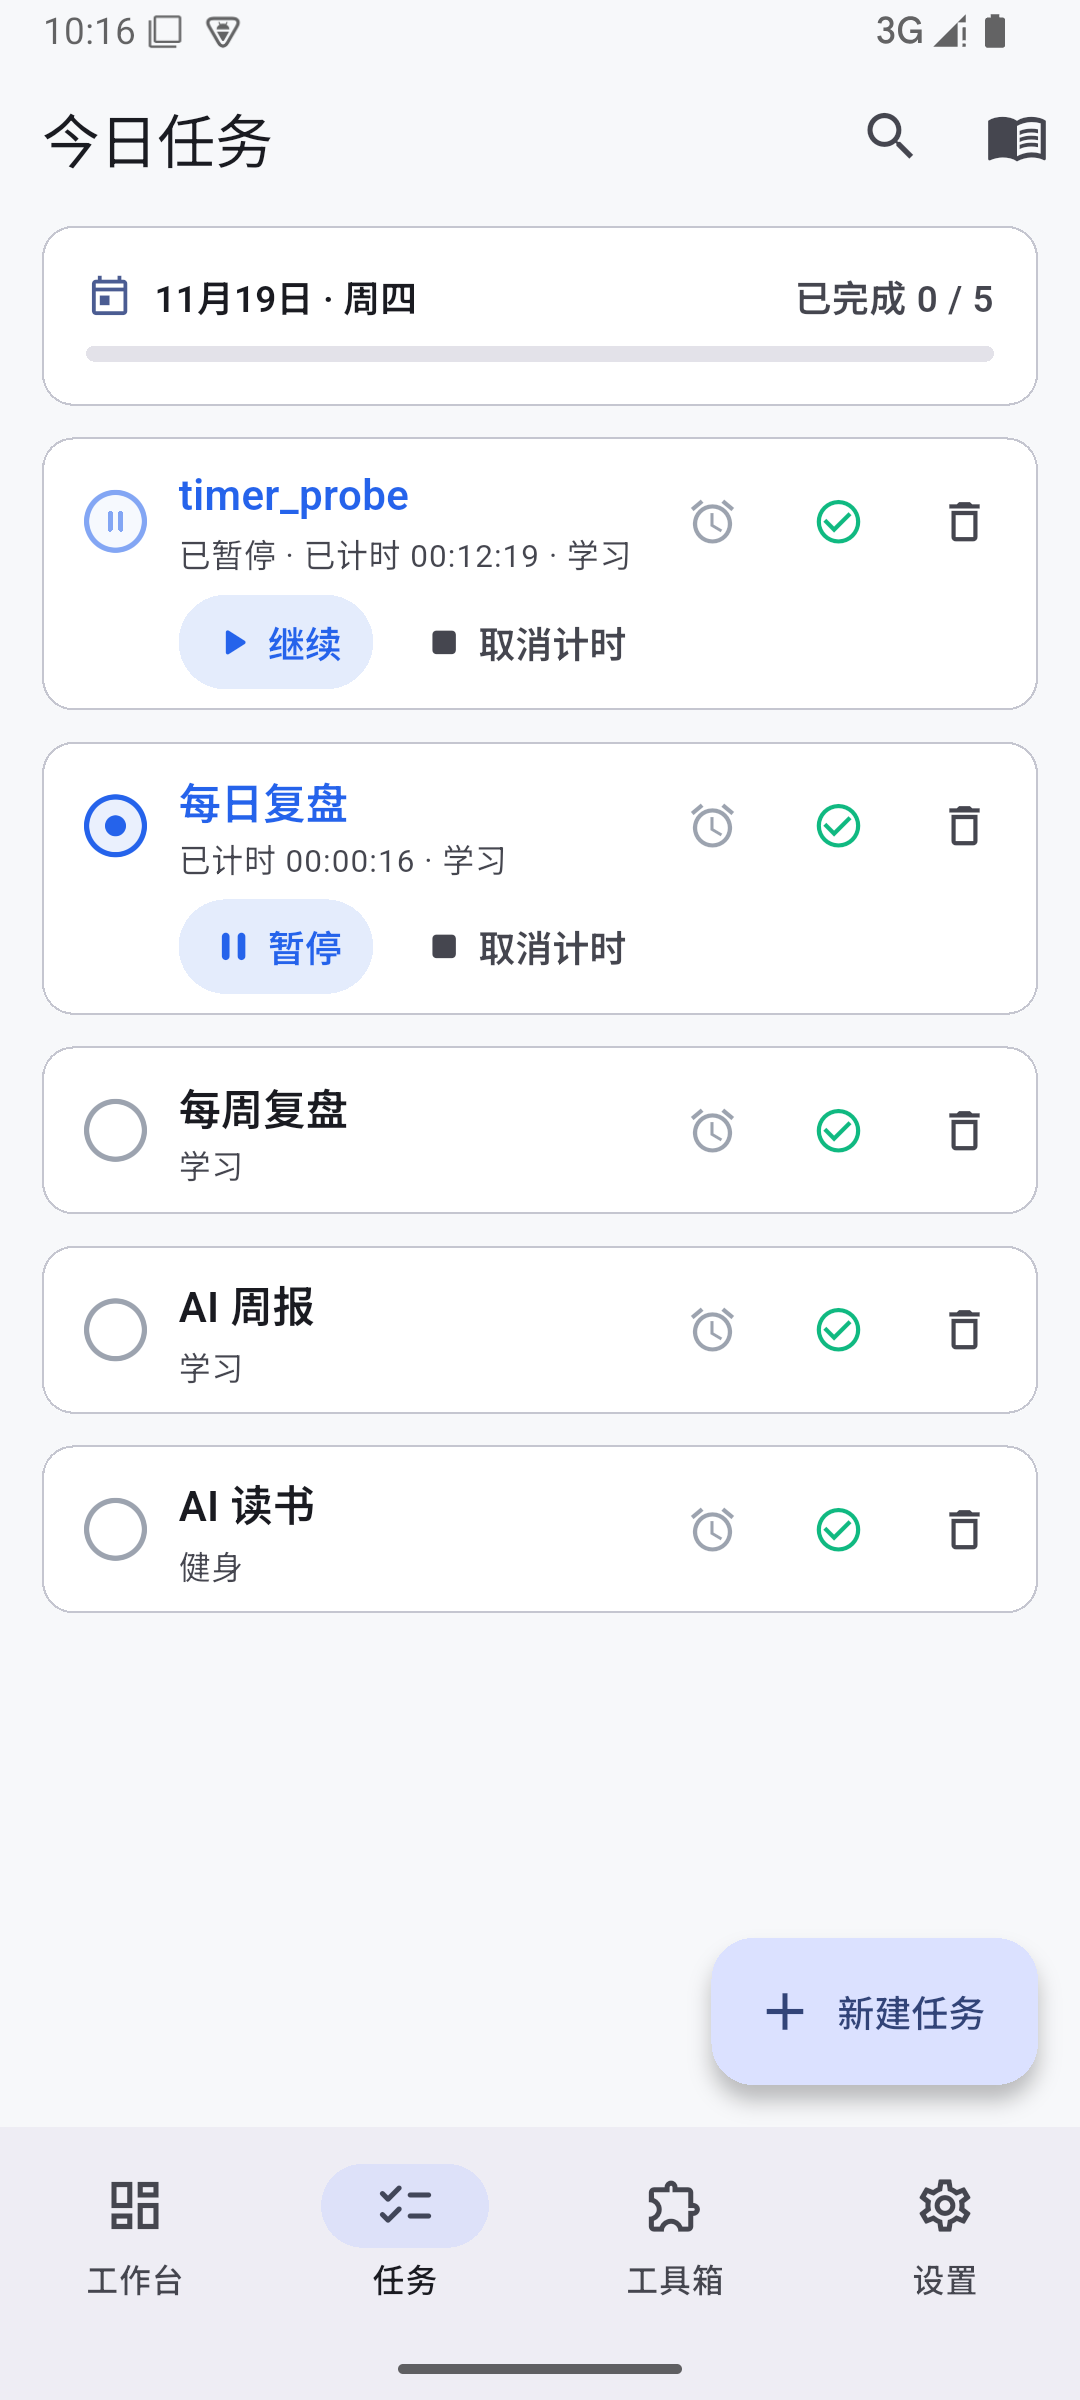 10:16
3G
今日任务
11月19日 · 周四
已完成 0 / 5
timer_probe
已暂停 · 已计时 00:12:19 · 学习
继续
取消计时
每日复盘
已计时 00:00:16 · 学习
暂停
取消计时
每周复盘
学习
AI 周报
学习
AI 读书
健身
新建任务
工作台
任务
工具箱
设置